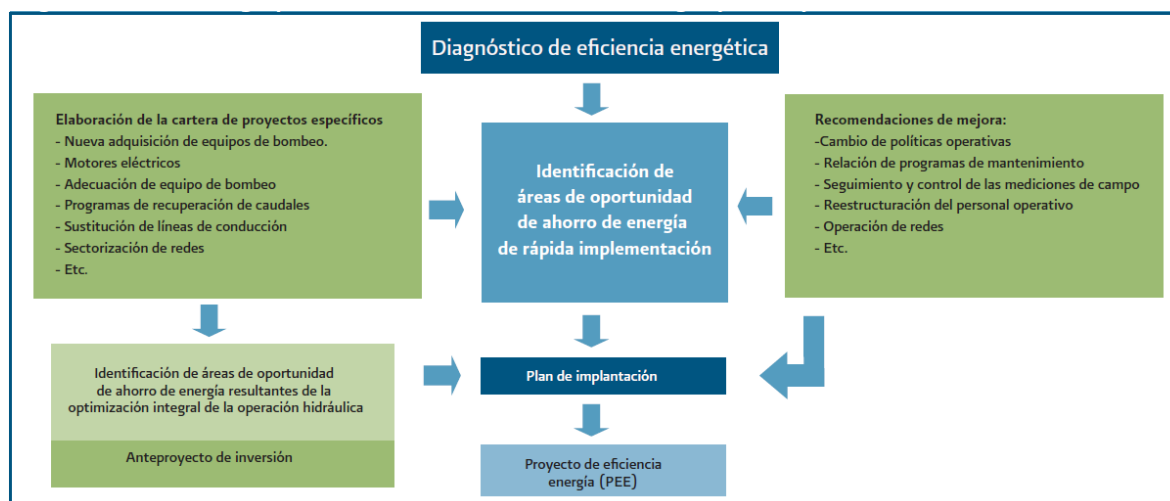 Diagnóstico de eficiencia energética
Elaboración de la cartera de proyectos específicos
- Nueva adquisición de equipos de bombeo.
- Motores eléctricos
- Adecuación de equipo de bombeo
- Programas de recuperación de caudales
- Sustitución de líneas de conducción
- Sectorización de redes
- Etc.
Identificación de
áreas de oportunidad
de ahorro de energía
de rápida implementación
Recomendaciones de mejora:
-Cambio de políticas operativas
- Relación de programas de mantenimiento
- Seguimiento y control de las mediciones de campo
- Reestructuración del personal operativo
- Operación de redes
- Etc.
Identificación de áreas de oportunidad
de ahorro de energía resultantes de la
optimización integral de la operación hidráulica
Anteproyecto de inversión
Plan de implantación
Proyecto de eficiencia
energía (PEE)